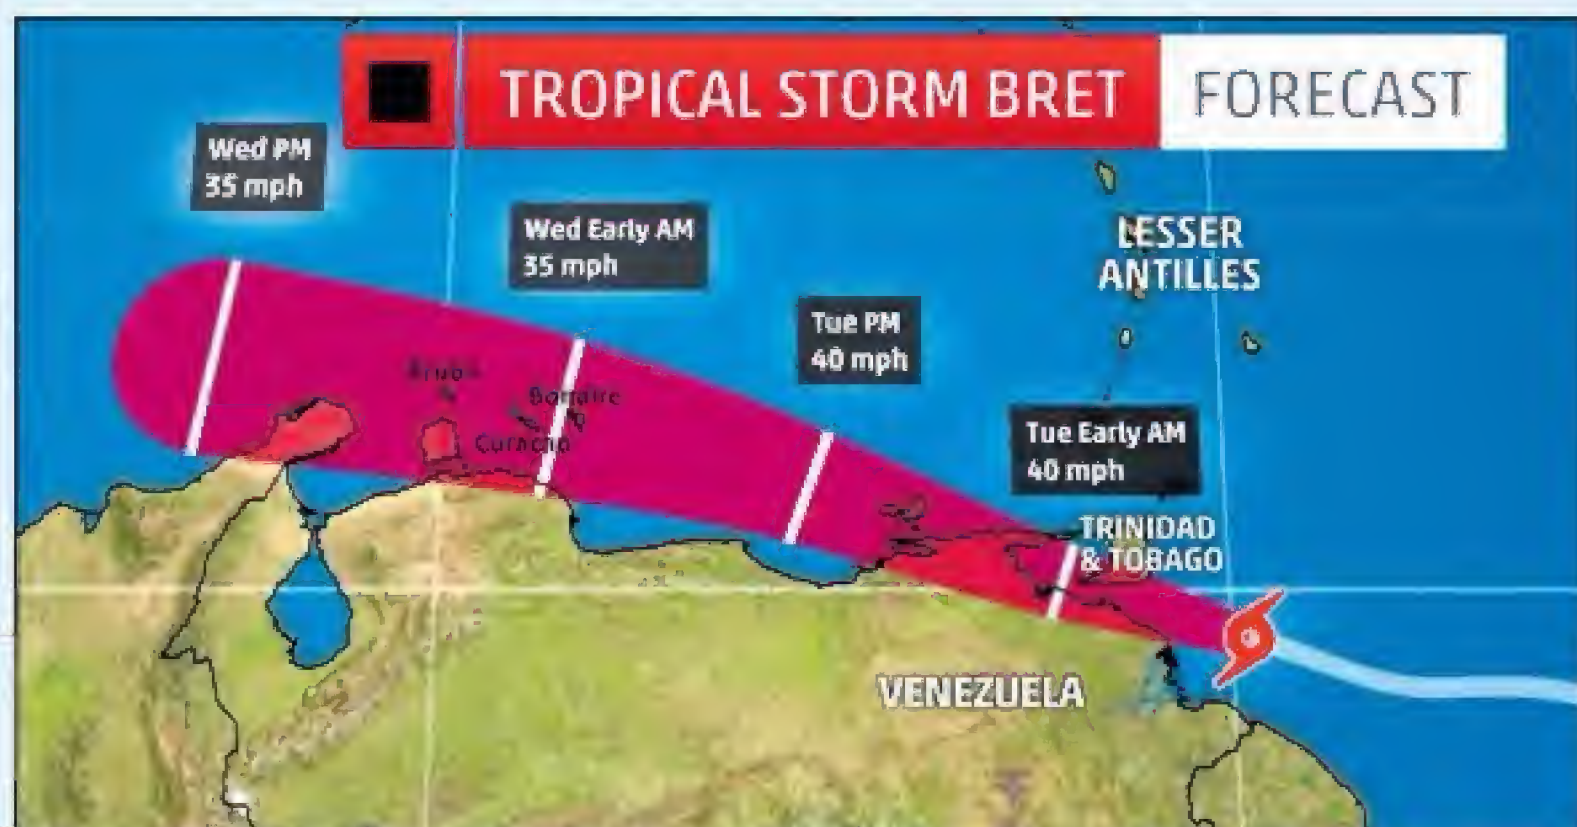 TROPICAL STORM BRET FORECAST
Wed PM
35 mph
Wed Early AM
35 mph
LESSER
ANTILLES
Tue PM
40 mph
Aruba
Bonaire
Curacao
Tue Early AM
40 mph
TRINIDAD
& TOBAGO
VENEZUELA